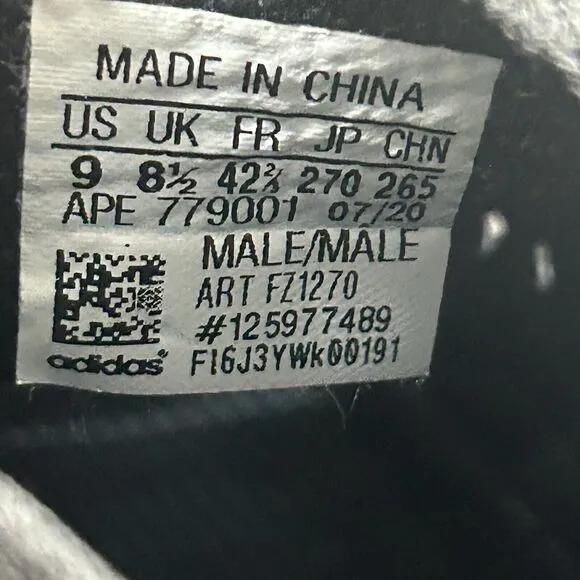 MADE IN CHINA
US UK FR JP CHN
9 8½ 42⅔ 270 265
APE 779001 07/20
MALE/MALE
ART FZ1270
#125977489
adidas® FI6J3YWk00191